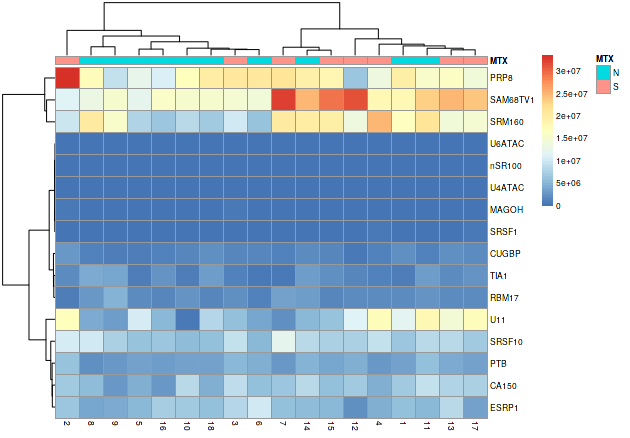 MTX
PRP8
SAM68TV1
SRM160
U6ATAC
nSR100
U4ATAC
MAGOH
SRSF1
CUGBP
TIA1
RBM17
U11
SRSF10
PTB
CA150
ESRP1
2 8 9 5 16 10 18 3 6 7 14 15 12 4 1 11 13 17
3e+07
2.5e+07
2e+07
1.5e+07
1e+07
5e+06
0
MTX
N
S